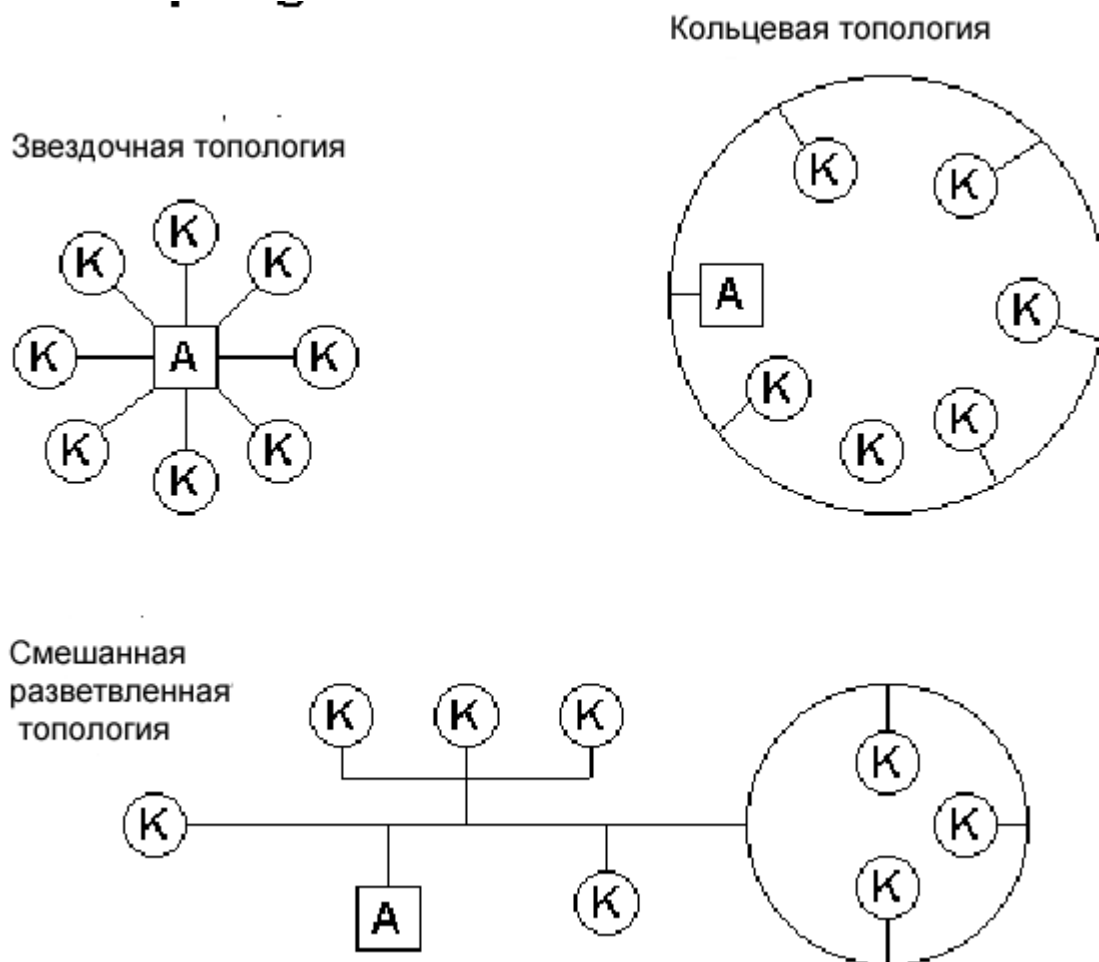 Кольцевая топология
Звездочная топология
К
К
К
К
А
К
К
К
К
К
К
А
К
К
К
К
Смешанная
разветвленная
топология
К
К
К
К
А
К
К
К
К